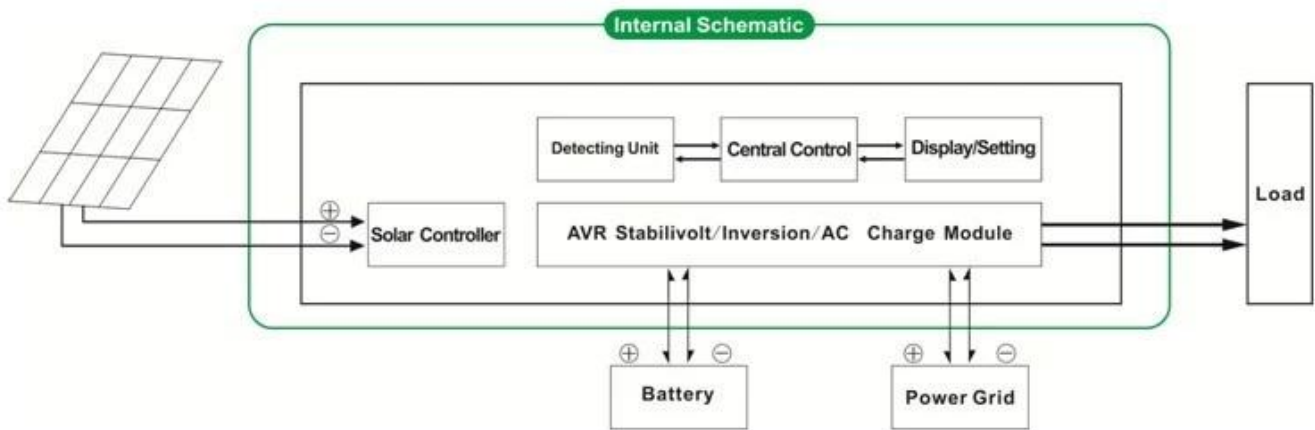 Internal Schematic
Detecting Unit
Central Control
Display/Setting
⊕
⊖
Solar Controller
AVR Stabilivolt/Inversion/AC Charge Module
Load
⊕ ⊖
Battery
⊕ ⊖
Power Grid